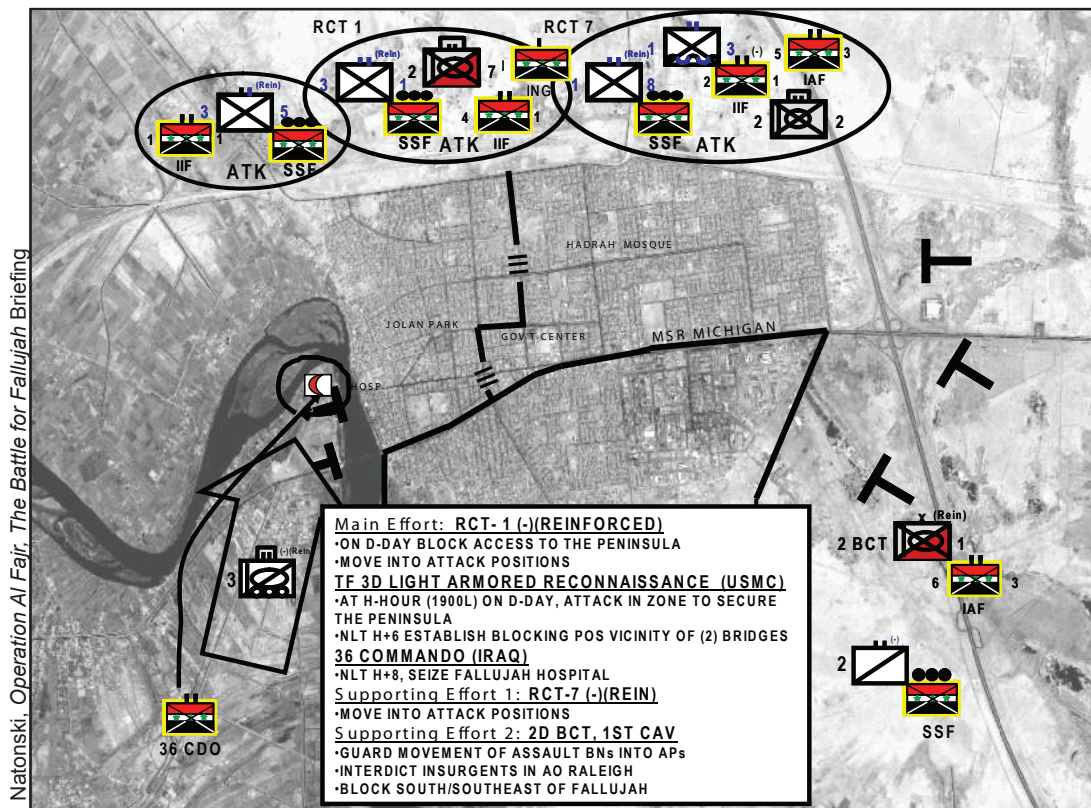 Natonski, Operation Al Fajr, The Battle for Fallujah Briefing
RCT 1
RCT 7
1
IIF
1
3
(Rein)
5
SSF
ATK
3
(Rein)
1
SSF
2
7
ATK
4
IIF
1
I
ING
1
(Rein)
8
SSF
1
3
2
(-)
IIF
1
5
IAF
3
2
2
ATK
HADRAH MOSQUE
JOLAN PARK
GOV'T CENTER
MSR MICHIGAN
HOSP
3
(-)(Rein)
36 CDO
x
(Rein)
2 BCT
1
6
IAF
3
2
(-)
SSF
Main Effort: RCT- 1 (-)(REINFORCED)
•ON D-DAY BLOCK ACCESS TO THE PENINSULA
•MOVE INTO ATTACK POSITIONS
TF 3D LIGHT ARMORED RECONNAISSANCE (USMC)
•AT H-HOUR (1900L) ON D-DAY, ATTACK IN ZONE TO SECURE
THE PENINSULA
•NLT H+6 ESTABLISH BLOCKING POS VICINITY OF (2) BRIDGES
36 COMMANDO (IRAQ)
•NLT H+8, SEIZE FALLUJAH HOSPITAL
Supporting Effort 1: RCT-7 (-)(REIN)
•MOVE INTO ATTACK POSITIONS
Supporting Effort 2: 2D BCT, 1ST CAV
•GUARD MOVEMENT OF ASSAULT BNs INTO APs
•INTERDICT INSURGENTS IN AO RALEIGH
•BLOCK SOUTH/SOUTHEAST OF FALLUJAH